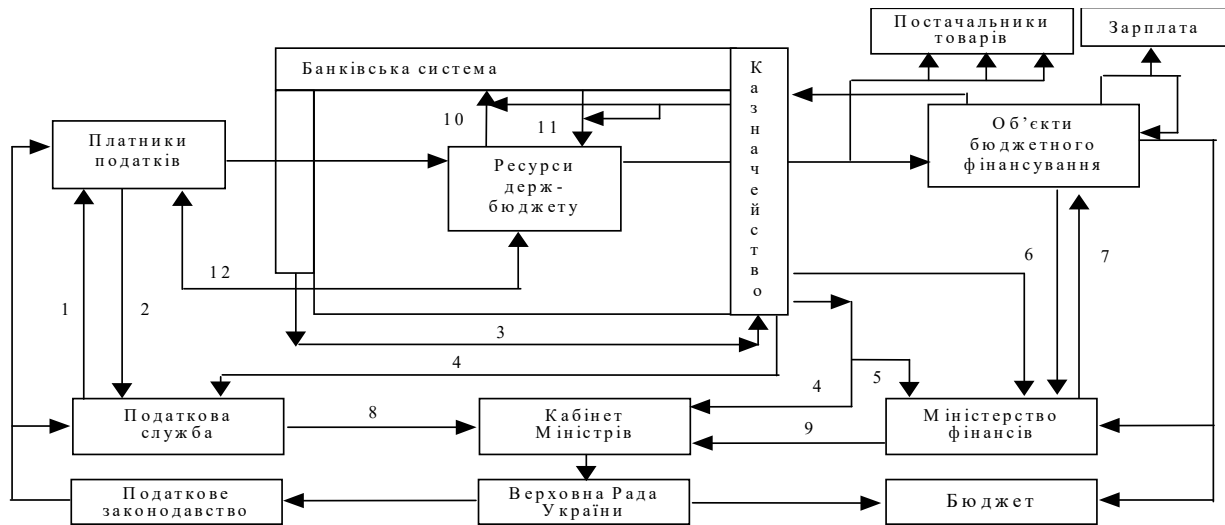 Постачальники
товарів
Зарплата
Банківська система
Казначейство
10
11
Платники
податків
Об’єкти
бюджетного
фінансування
Ресурси
держ-
бюджету
12
6
7
1
2
3
4
4
5
Податкова
служба
8
Кабінет
Міністрів
9
Міністерство
фінансів
Податкове
законодавство
Верховна Рада
України
Бюджет